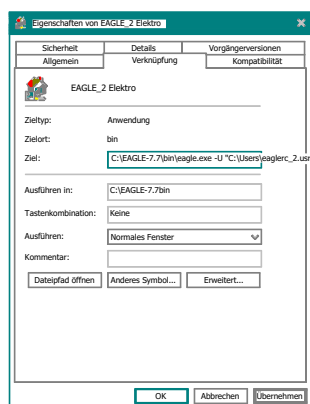 Eigenschaften von EAGLE_2 Elektro
Sicherheit Details Vorgängerversionen
Allgemein Verknüpfung Kompatibilität
EAGLE_2 Elektro
Zieltyp: Anwendung
Zielort: bin
Ziel: C:\EAGLE-7.7\bin\eagle.exe -U "C:\Users\eaglerc_2.usr
Ausführen in: C:\EAGLE-7.7bin
Tastenkombination: Keine
Ausführen: Normales Fenster
Kommentar:
Dateipfad öffnen Anderes Symbol... Erweitert...
OK Abbrechen Übernehmen